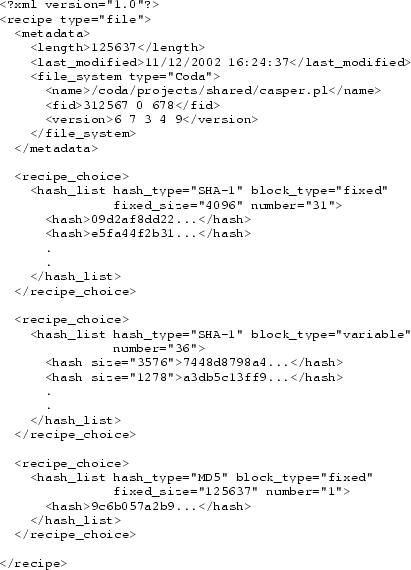 <?xml version="1.0"?>
<recipe type="file">
<metadata>
<length>125637</length>
<last_modified>11/12/2002 16:24:37</last_modified>
<file_system type="Coda">
<name>/coda/projects/shared/casper.pl</name>
<fid>312567 0 678</fid>
<version>6 7 3 4 9</version>
</file_system>
</metadata>
<recipe_choice>
<hash_list hash_type="SHA-1" block_type="fixed"
fixed_size="4096" number="31">
<hash>09d2af8dd22...</hash>
<hash>e5fa44f2b31...</hash>
.
.
</hash_list>
</recipe_choice>
<recipe_choice>
<hash_list hash_type="SHA-1" block_type="variable"
number="36">
<hash size="3576">7448d8798a4...</hash>
<hash size="1278">a3db5c13ff9...</hash>
.
.
</hash_list>
</recipe_choice>
<recipe_choice>
<hash_list hash_type="MD5" block_type="fixed"
fixed_size="125637" number="1">
<hash>9c6b057a2b9...</hash>
</hash_list>
</recipe_choice>
</recipe>